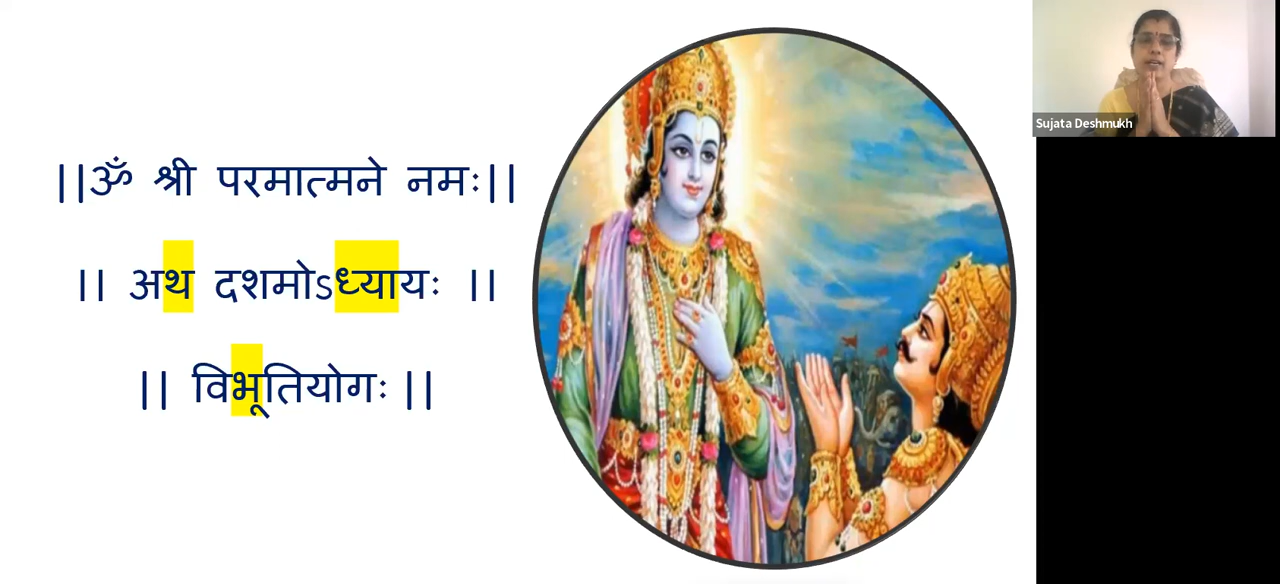 ||ॐ श्री परमात्मने नमः||
|| अथ दशमोऽध्यायः ||
|| विभूतियोगः ||
Sujata Deshmukh